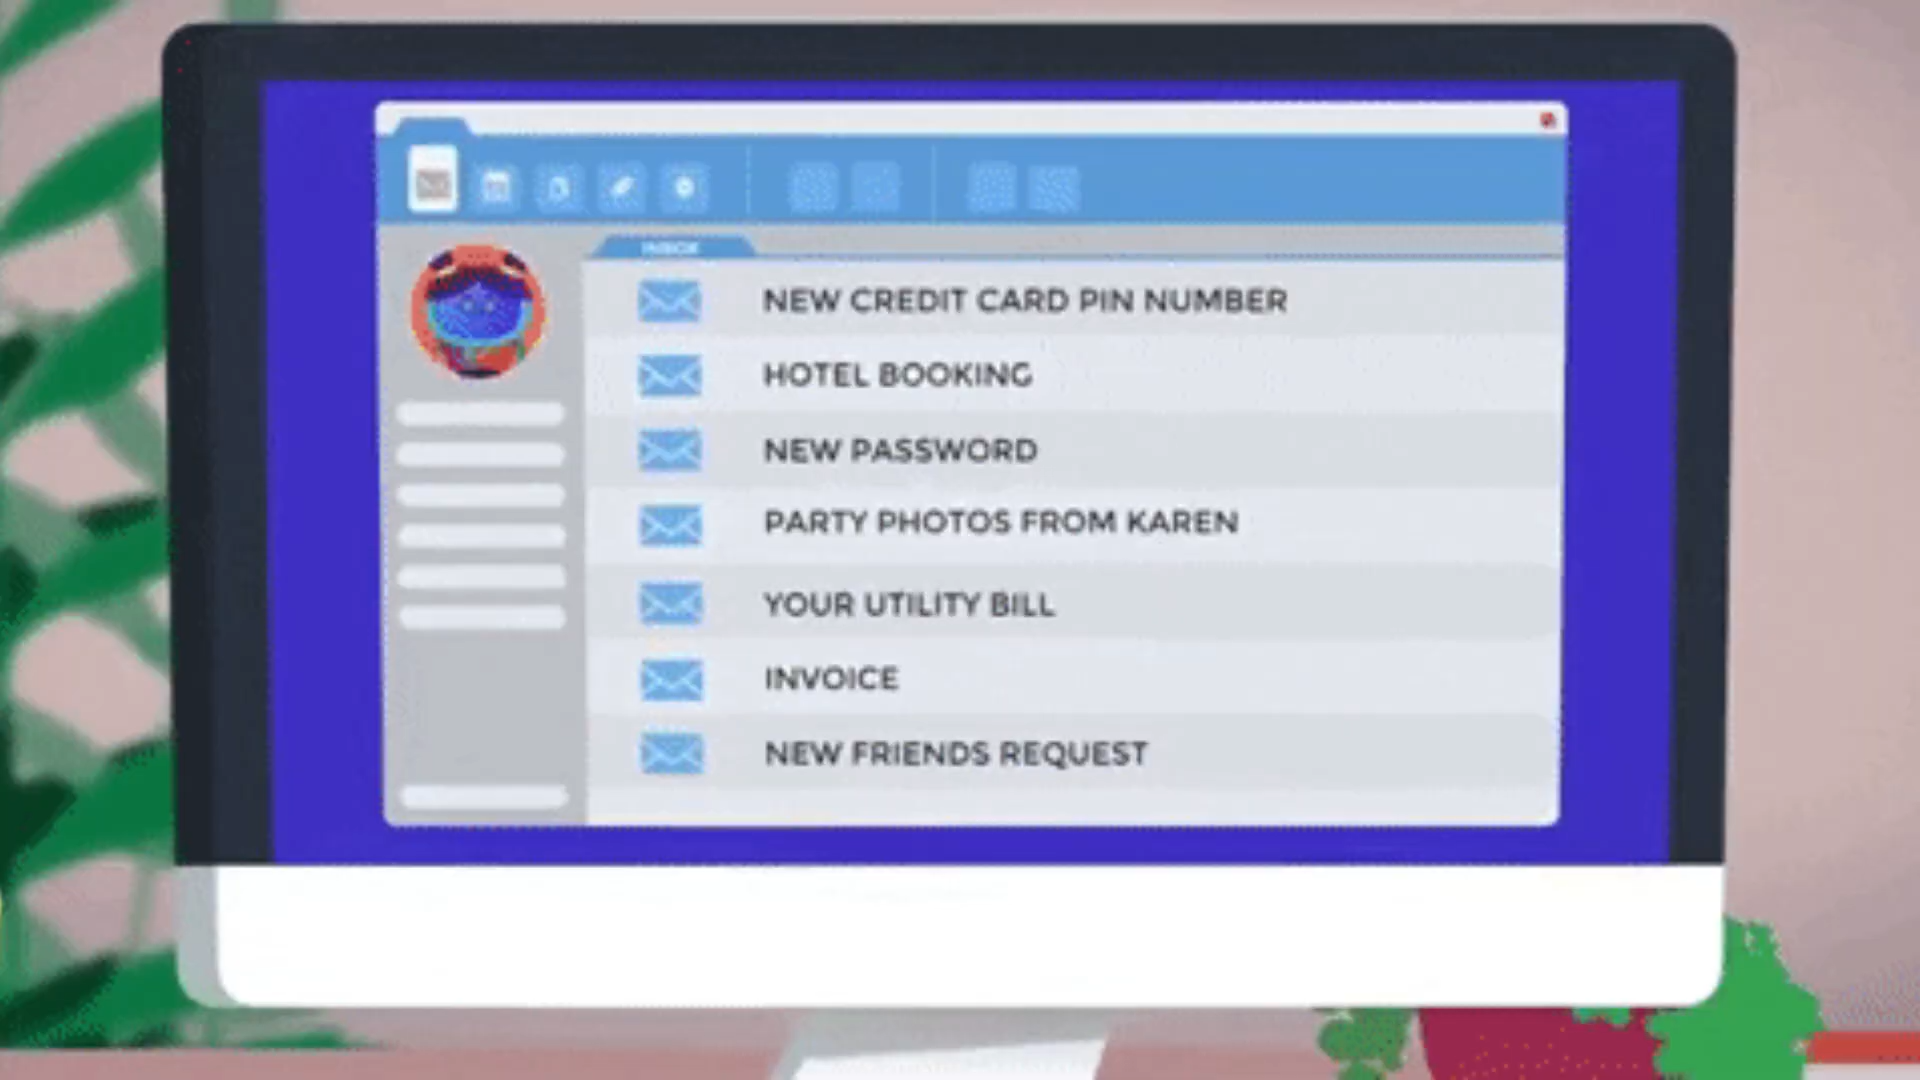 INBOX
NEW CREDIT CARD PIN NUMBER
HOTEL BOOKING
NEW PASSWORD
PARTY PHOTOS FROM KAREN
YOUR UTILITY BILL
INVOICE
NEW FRIENDS REQUEST